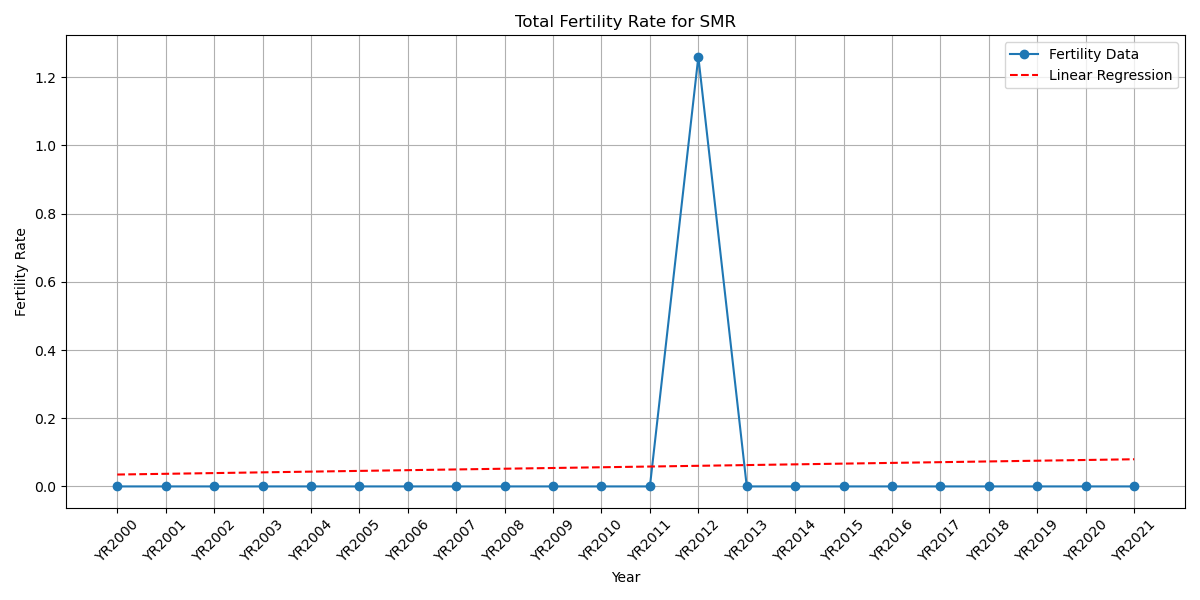 Total Fertility Rate for SMR
Fertility Data
Linear Regression
Fertility Rate
1.2
1.0
0.8
0.6
0.4
0.2
0.0
YR2000
YR2001
YR2002
YR2003
YR2004
YR2005
YR2006
YR2007
YR2008
YR2009
YR2010
YR2011
YR2012
YR2013
YR2014
YR2015
YR2016
YR2017
YR2018
YR2019
YR2020
YR2021
Year